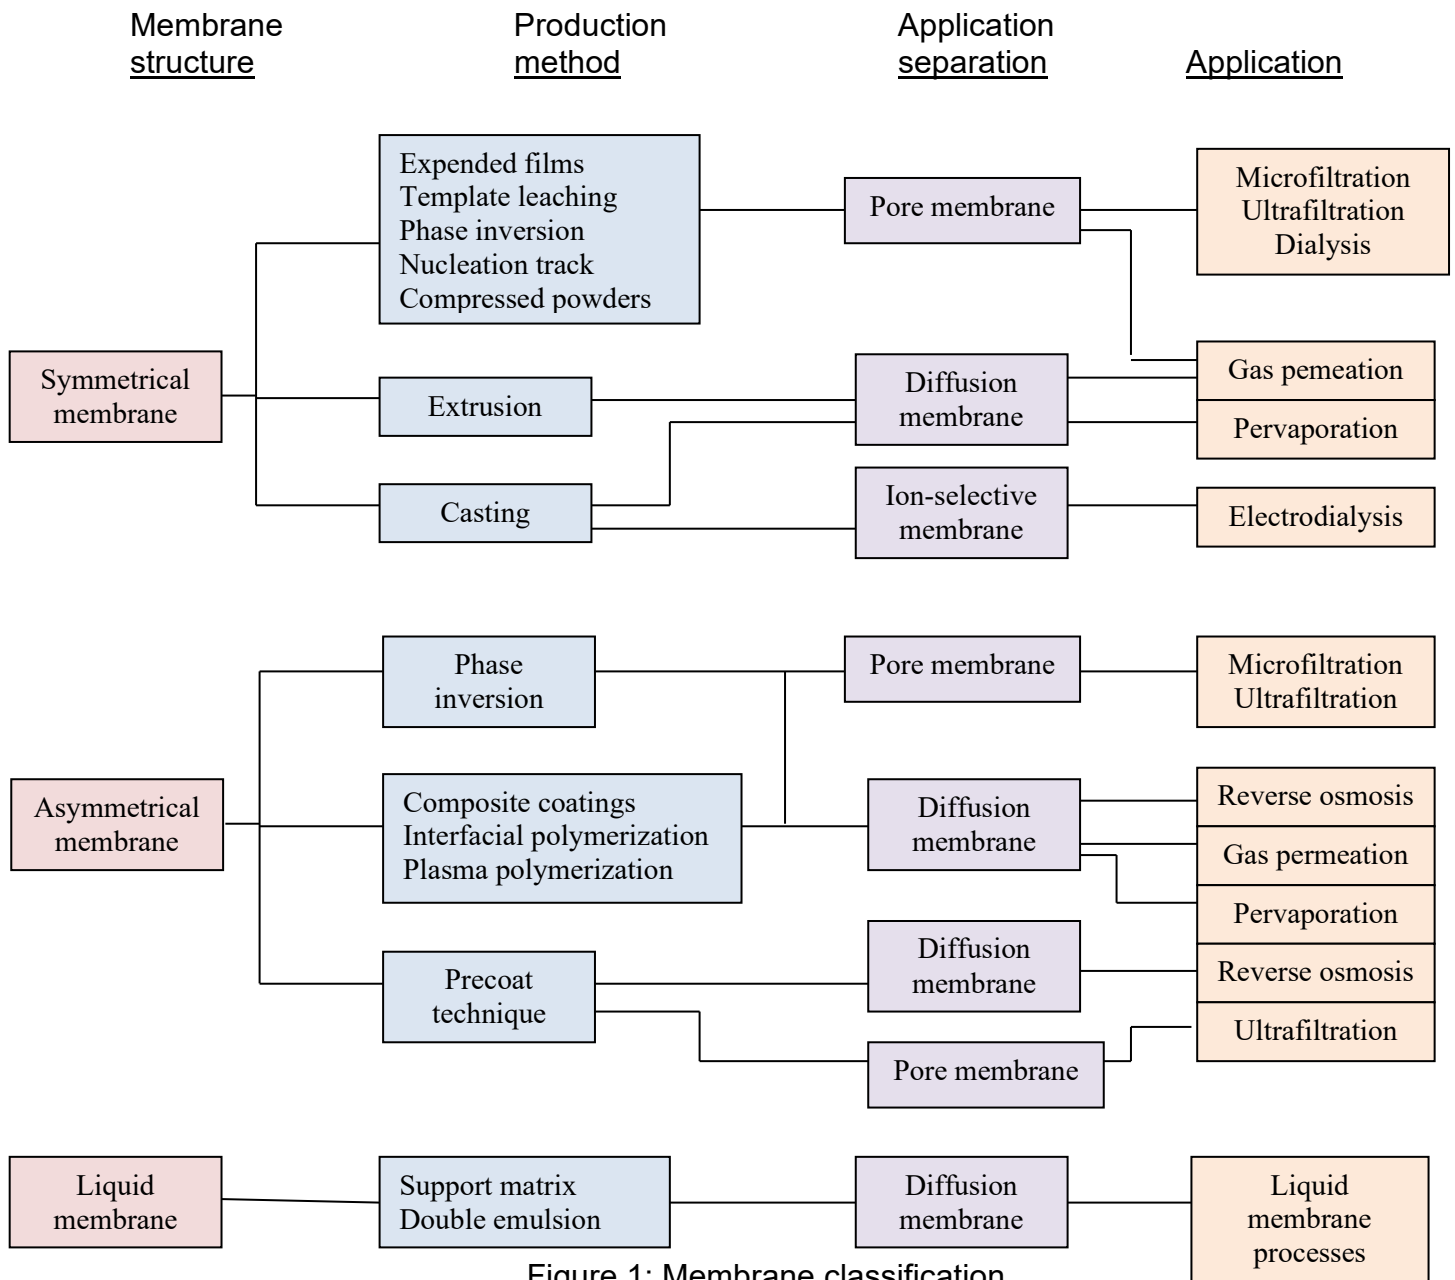 Membrane
structure
Production
method
Application
separation
Application
Expended films
Template leaching
Phase inversion
Nucleation track
Compressed powders
Pore membrane
Microfiltration
Ultrafiltration
Dialysis
Symmetrical
membrane
Extrusion
Diffusion
membrane
Gas pemeation
Pervaporation
Casting
Ion-selective
membrane
Electrodialysis
Phase
inversion
Pore membrane
Microfiltration
Ultrafiltration
Asymmetrical
membrane
Composite coatings
Interfacial polymerization
Plasma polymerization
Diffusion
membrane
Reverse osmosis
Gas permeation
Pervaporation
Precoat
technique
Diffusion
membrane
Reverse osmosis
Pore membrane
Ultrafiltration
Liquid
membrane
Support matrix
Double emulsion
Diffusion
membrane
Liquid
membrane
processes
Figure 1: Membrane classification